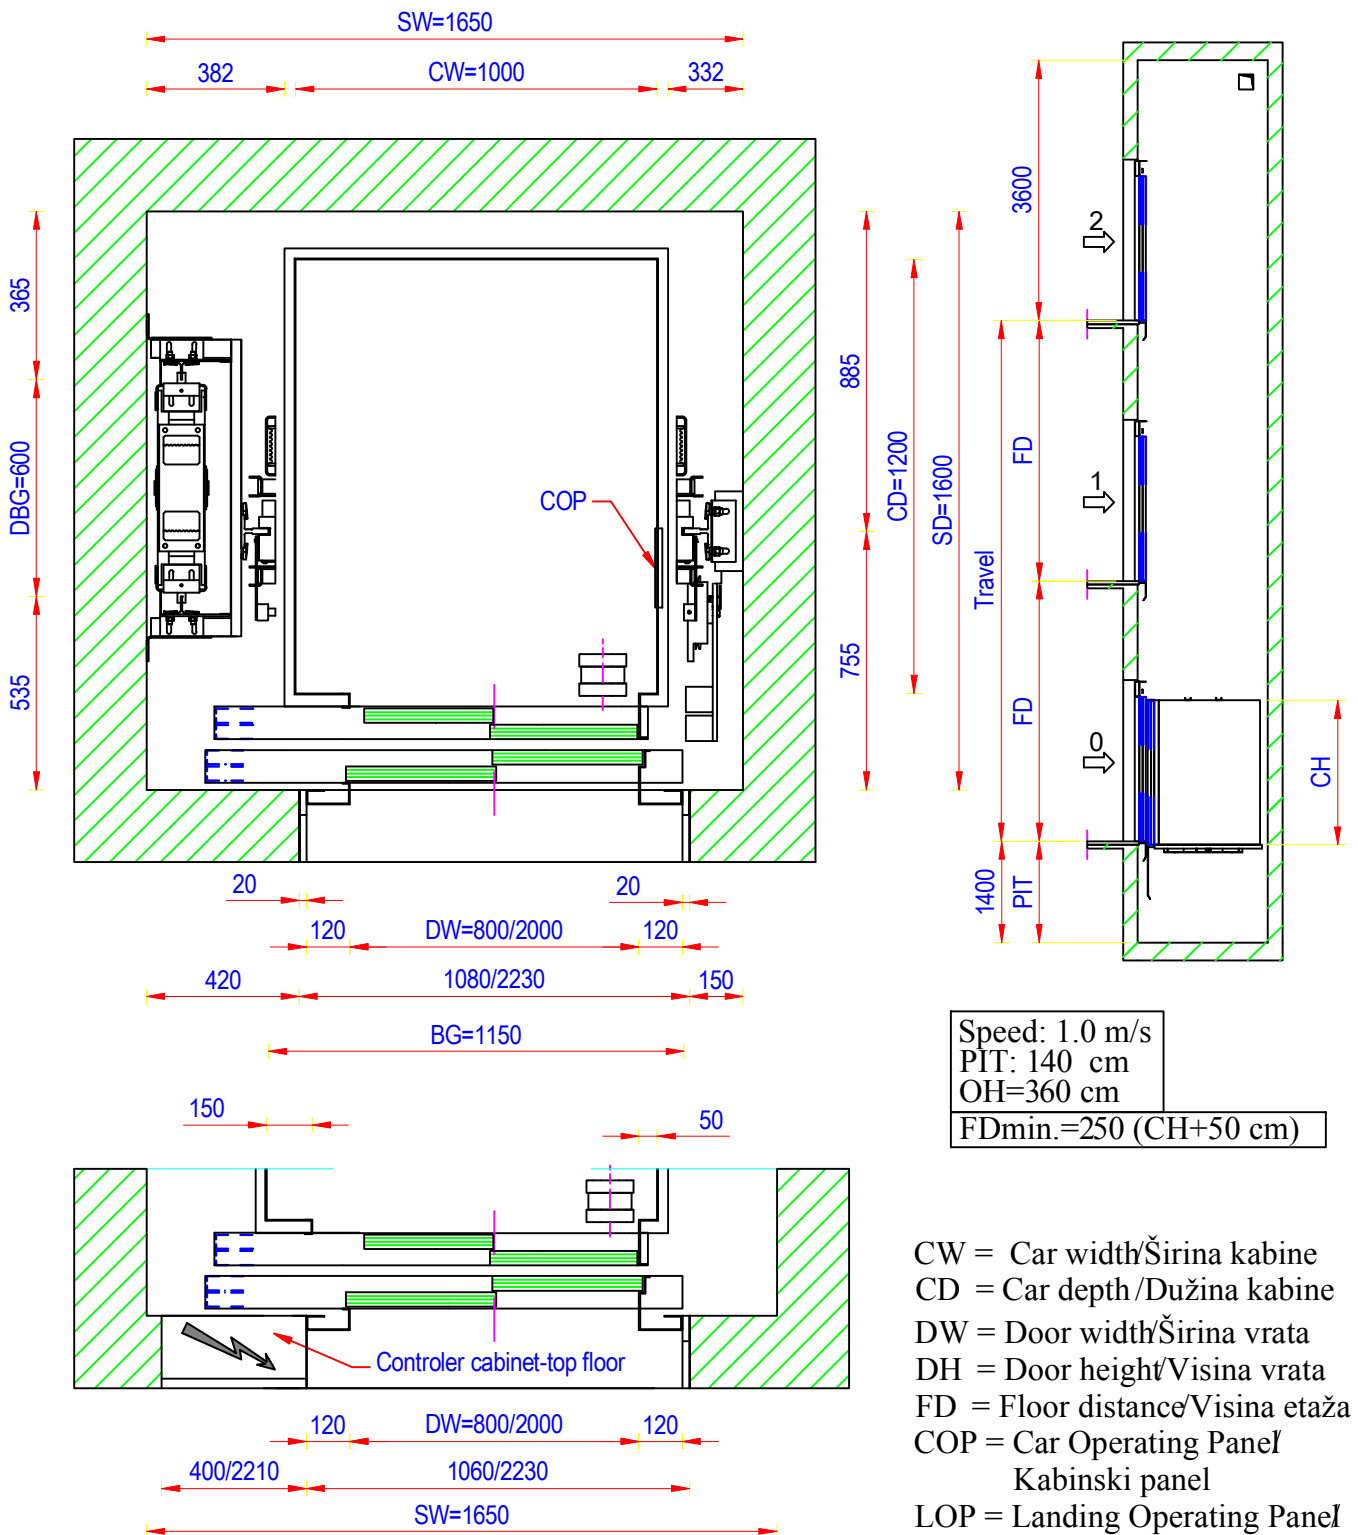 SW=1650
382
CW=1000
332
365
DBG=600
535
COP
885
755
CD=1200
SD=1600
20
20
120
DW=800/2000
120
420
1080/2230
150
BG=1150
3600
2
FD
1
Travel
FD
0
CH
1400
PIT
Speed: 1.0 m/s
PIT: 140 cm
OH=360 cm
FDmin.=250 (CH+50 cm)
150
50
Controler cabinet-top floor
120
DW=800/2000
120
400/2210
1060/2230
SW=1650
CW = Car width/Širina kabine
CD = Car depth/Dužina kabine
DW = Door width/Širina vrata
DH = Door height/Visina vrata
FD = Floor distance/Visina etaža
COP = Car Operating Panel/
Kabinski panel
LOP = Landing Operating Panel/